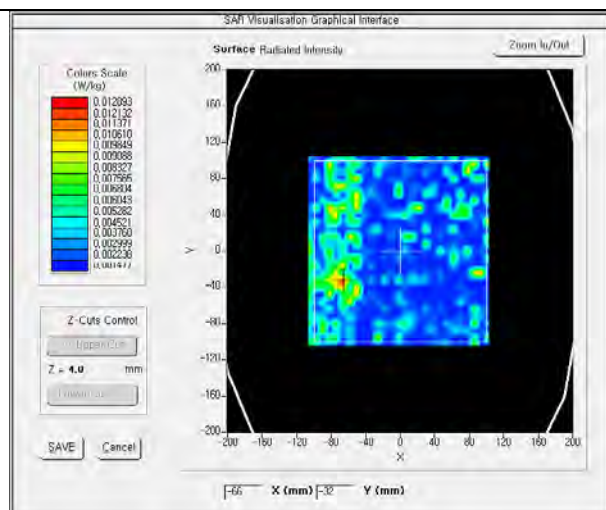 SAR Visualisation Graphical Interface
Surface Radiated Intensity
Zoom In/Out
Colors Scale
(W/kg)
0.012893
0.012132
0.011371
0.010610
0.009849
0.009088
0.008327
0.007565
0.006804
0.006043
0.005282
0.004521
0.003760
0.002999
0.002238
0.001477
200
160
120
80
40
0
-40
-80
-120
-160
-200
Y
-200 -160 -120 -80 -40 0 40 80 120 160 200
X
Z-Cuts Control
Z = 4.0 mm
SAVE Cancel
-66 X (mm) -32 Y (mm)